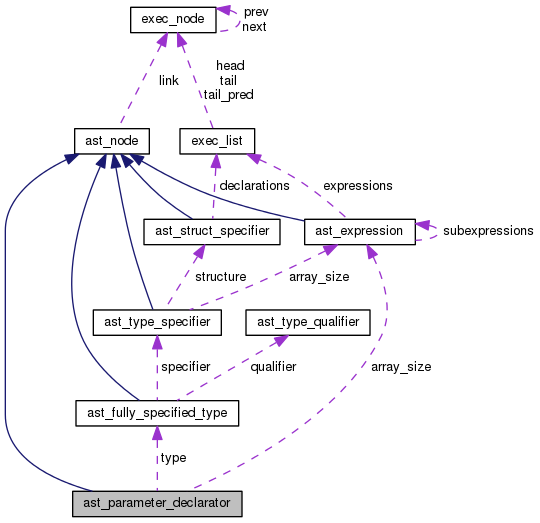 exec_node
prev
next
link
head
tail
tail_pred
ast_node
exec_list
declarations
expressions
ast_struct_specifier
ast_expression
subexpressions
structure
array_size
ast_type_specifier
ast_type_qualifier
specifier
qualifier
array_size
ast_fully_specified_type
type
ast_parameter_declarator